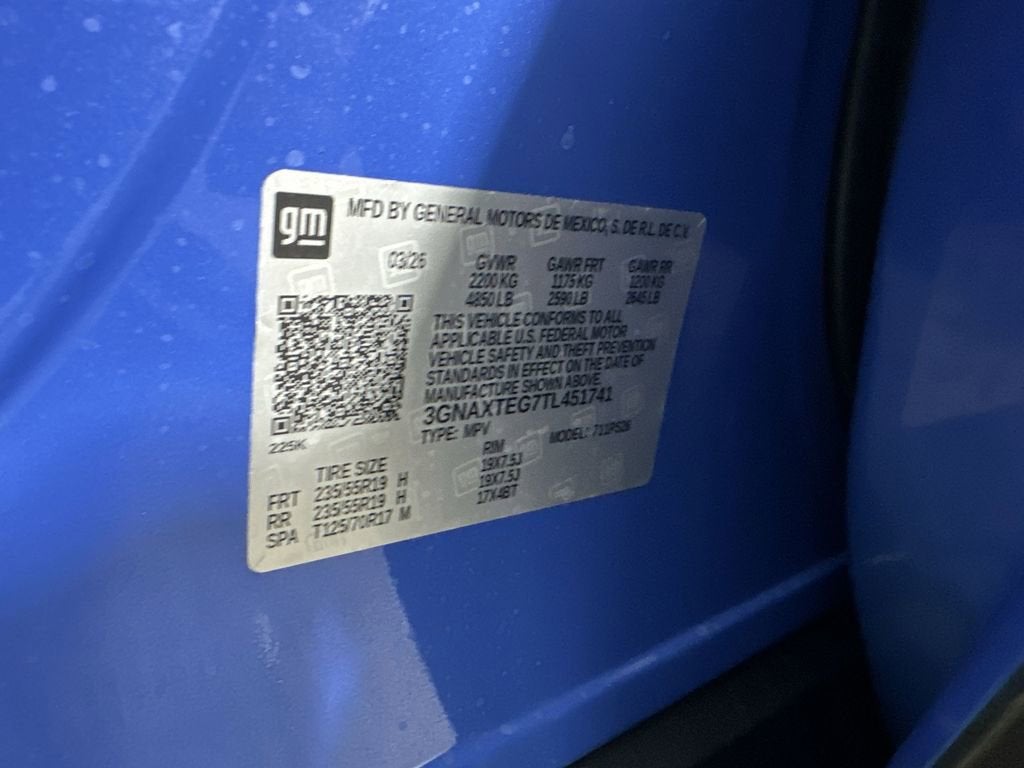 gm
MFD BY GENERAL MOTORS DE MEXICO, S. DE R.L. DE C.V.
03/26 GVWR GAWR FRT GAWR RR
2200 KG 1175 KG 1200 KG
4850 LB 2590 LB 2645 LB
THIS VEHICLE CONFORMS TO ALL
APPLICABLE U.S. FEDERAL MOTOR
VEHICLE SAFETY AND THEFT PREVENTION
STANDARDS IN EFFECT ON THE DATE OF
MANUFACTURE SHOWN ABOVE.
3GNAXTEG7TL451741
225K TYPE: MPV MODEL:
TIRE SIZE RIM
FRT 235/55R19 H 19X7.5J
RR 235/55R19 H 19X7.5J
SPA T125/70R17 M 17X4BT